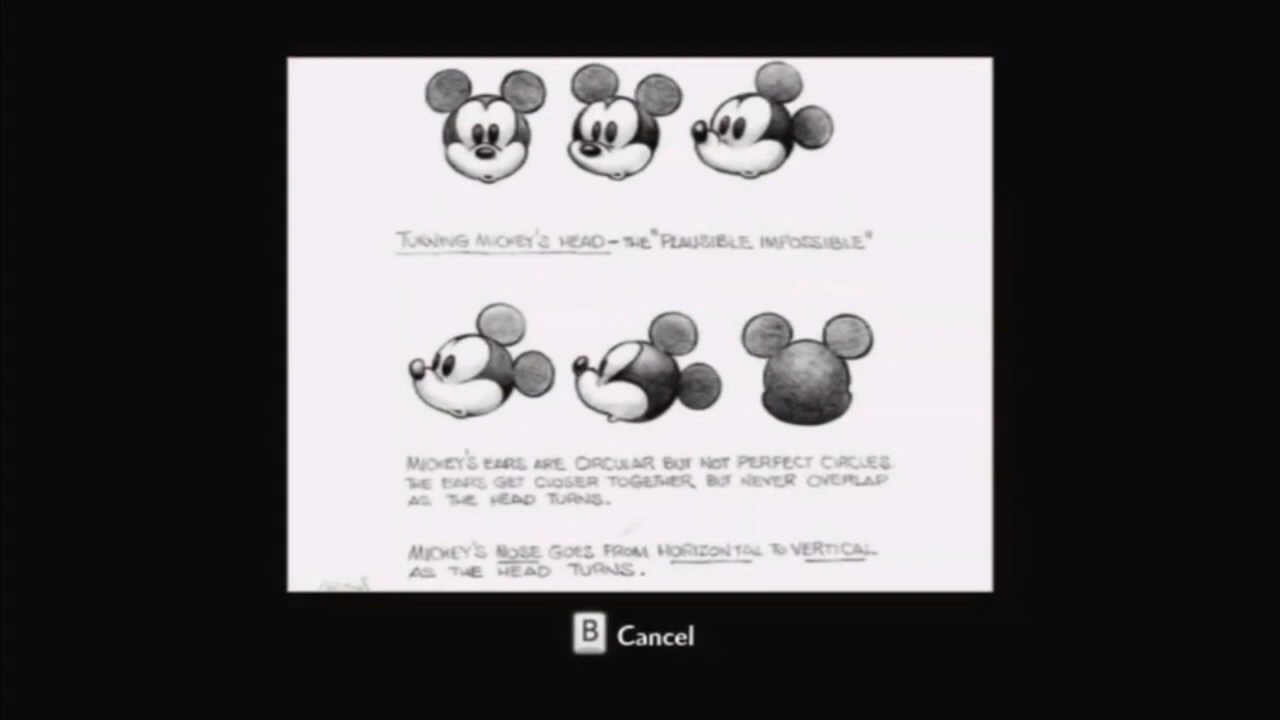 TURNING MICKEY'S HEAD - THE "PLAUSIBLE IMPOSSIBLE"
MICKEY'S EARS ARE CIRCULAR BUT NOT PERFECT CIRCLES
THE EARS GET CLOSER TOGETHER, BUT NEVER OVERLAP
AS THE HEAD TURNS.
MICKEY'S NOSE GOES FROM HORIZONTAL TO VERTICAL
AS THE HEAD TURNS.
B Cancel